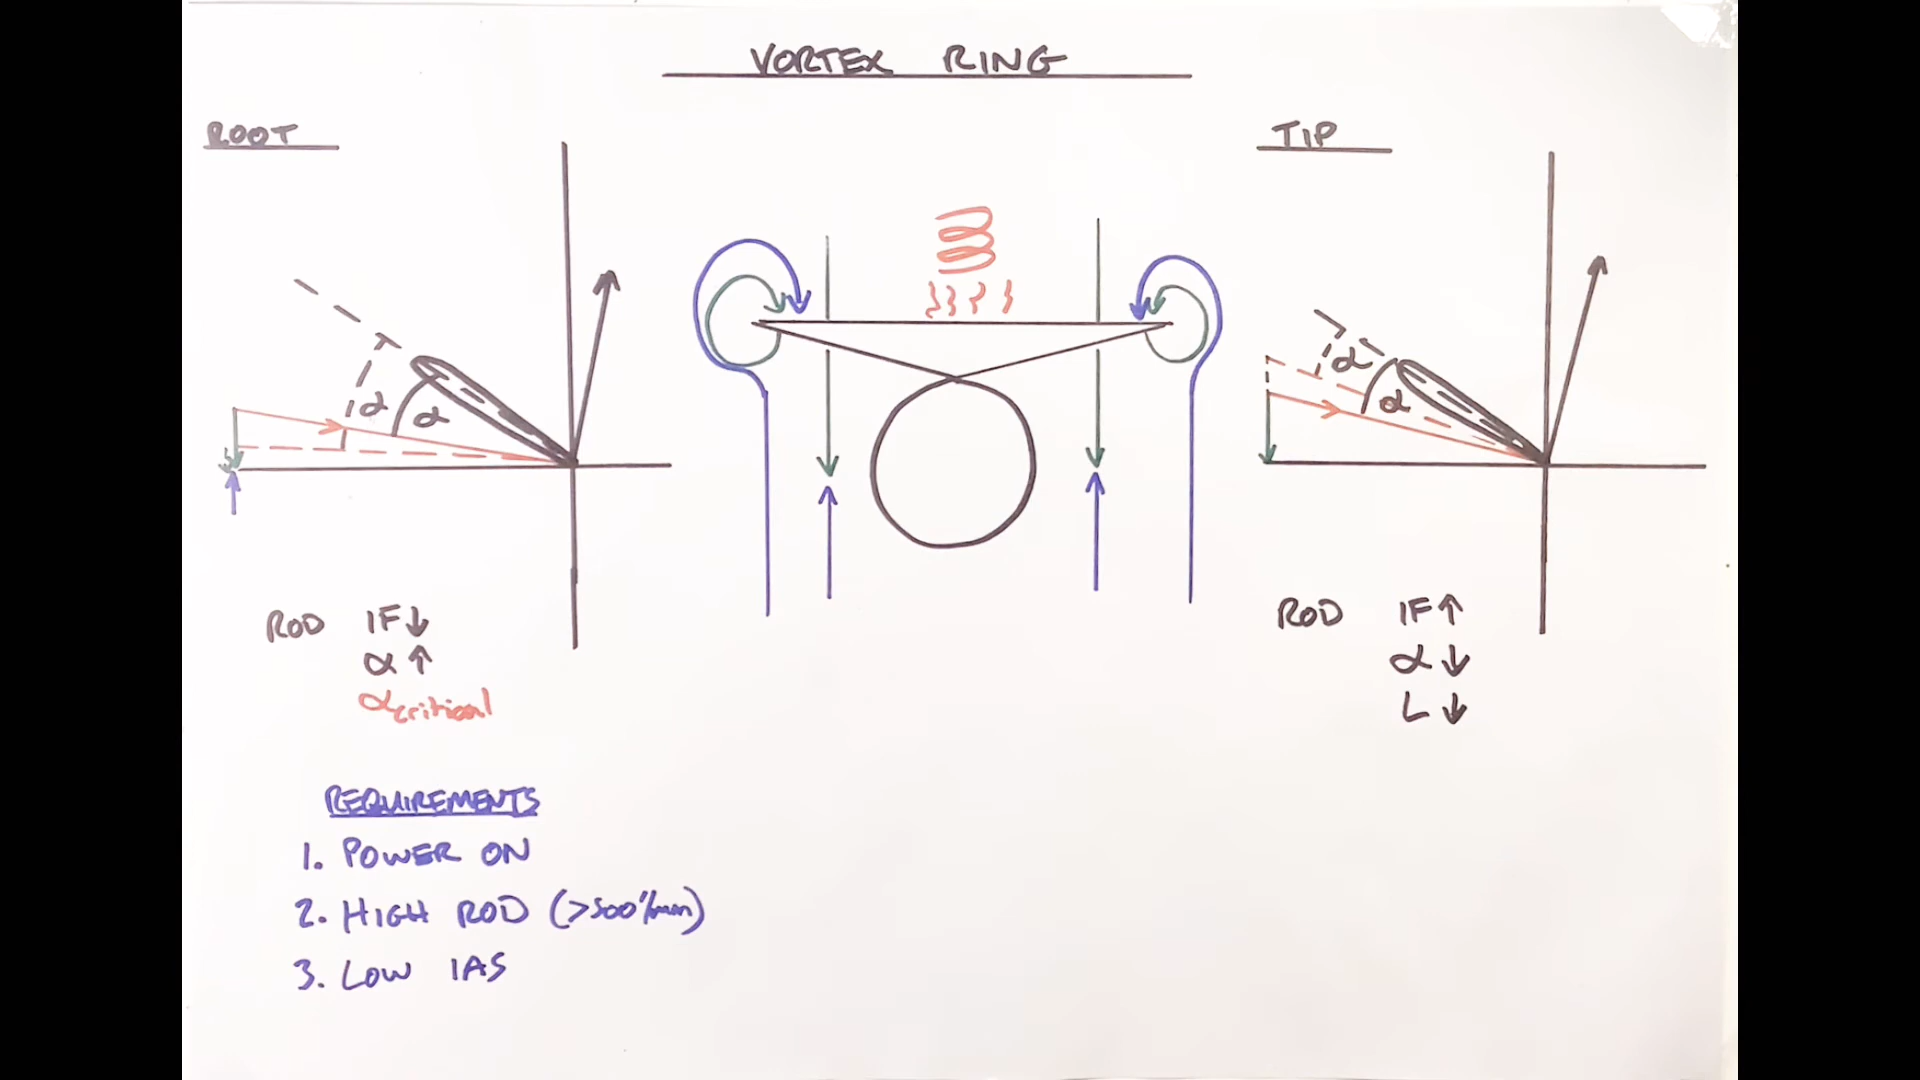 VORTEX RING
ROOT
α
α
ROD IF↓
α↑
αcritical
TIP
α
α
ROD IF↑
α↓
L↓
REQUIREMENTS
1. POWER ON
2. HIGH ROD (>500'/min)
3. LOW IAS